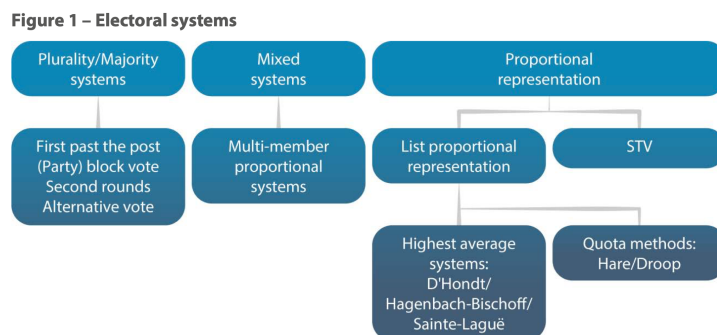 Figure 1 – Electoral systems
Plurality/Majority
systems
Mixed
systems
Proportional
representation
First past the post
(Party) block vote
Second rounds
Alternative vote
Multi-member
proportional
systems
List proportional
representation
STV
Highest average
systems:
D'Hondt/
Hagenbach-Bischoff/
Sainte-Laguë
Quota methods:
Hare/Droop